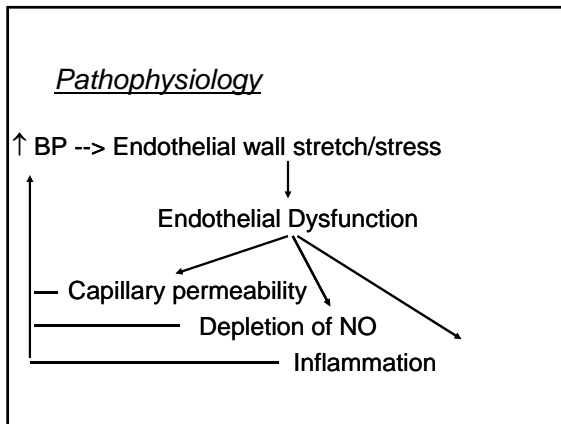 Pathophysiology
↑ BP --> Endothelial wall stretch/stress
Endothelial Dysfunction
Capillary permeability
Depletion of NO
Inflammation